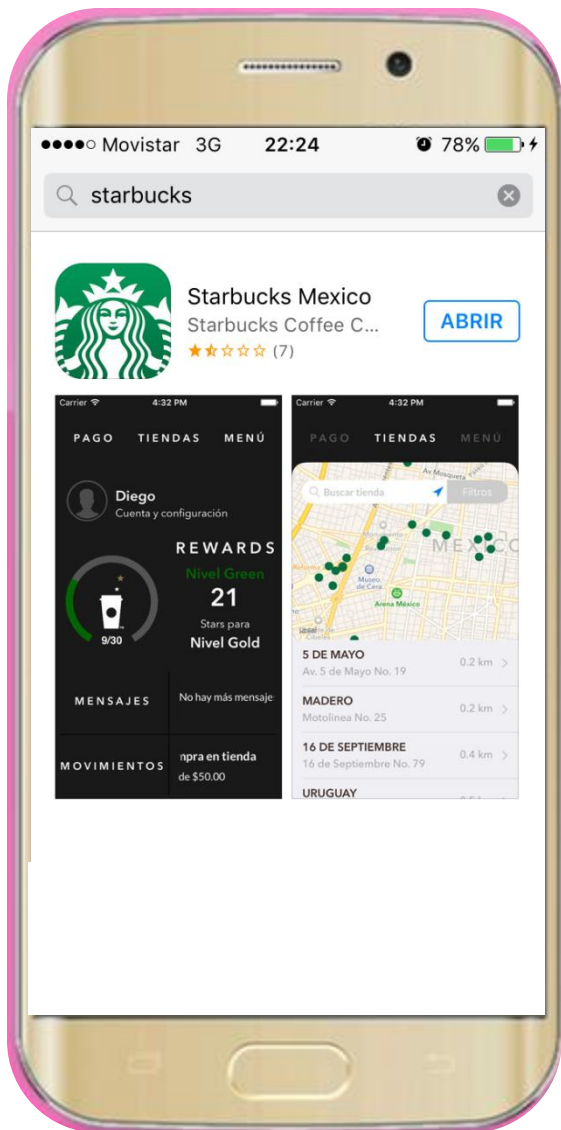 Movistar 3G 22:24 78%
starbucks
Starbucks Mexico
Starbucks Coffee C...
(7)
ABRIR
Carrier 4:32 PM
PAGO TIENDAS MENÚ
Diego
Cuenta y configuración
REWARDS
Nivel Green
21
Stars para
Nivel Gold
9/30
MENSAJES No hay más mensaje
MOVIMIENTOS
mpra en tienda
de $50.00
Carrier 4:32 PM
PAGO TIENDAS MENÚ
Buscar tienda Filtros
Av Mosqueta
MEXICO
Reforma
Museo
de Cera
Arena México
Cibeles
Legal
5 DE MAYO
Av. 5 de Mayo No. 19
0.2 km
MADERO
Motolinea No. 25
0.2 km
16 DE SEPTIEMBRE
16 de Septiembre No. 79
0.4 km
URUGUAY